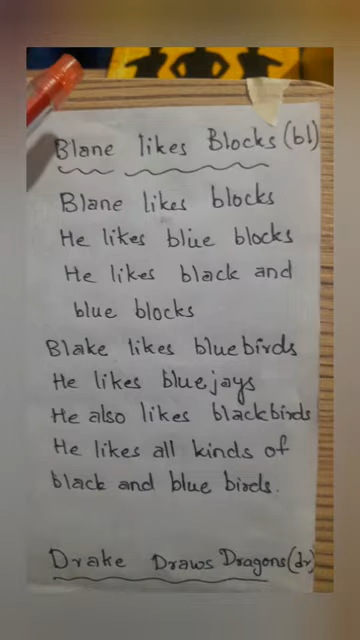 Blane likes Blocks (bl)
Blane likes blocks
He likes blue blocks
He likes black and
blue blocks
Blake likes bluebirds
He likes bluejays
He also likes blackbirds
He likes all kinds of
black and blue birds.
Drake Draws Dragons (dr)